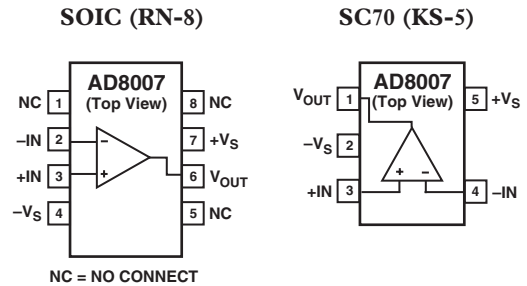 SOIC (RN-8)
AD8007
(Top View)
NC 1
8 NC
–IN 2
7 +VS
+IN 3
6 VOUT
–VS 4
5 NC
NC = NO CONNECT
SC70 (KS-5)
AD8007
(Top View)
VOUT 1
5 +VS
–VS 2
+IN 3
4 –IN
– +
+ –